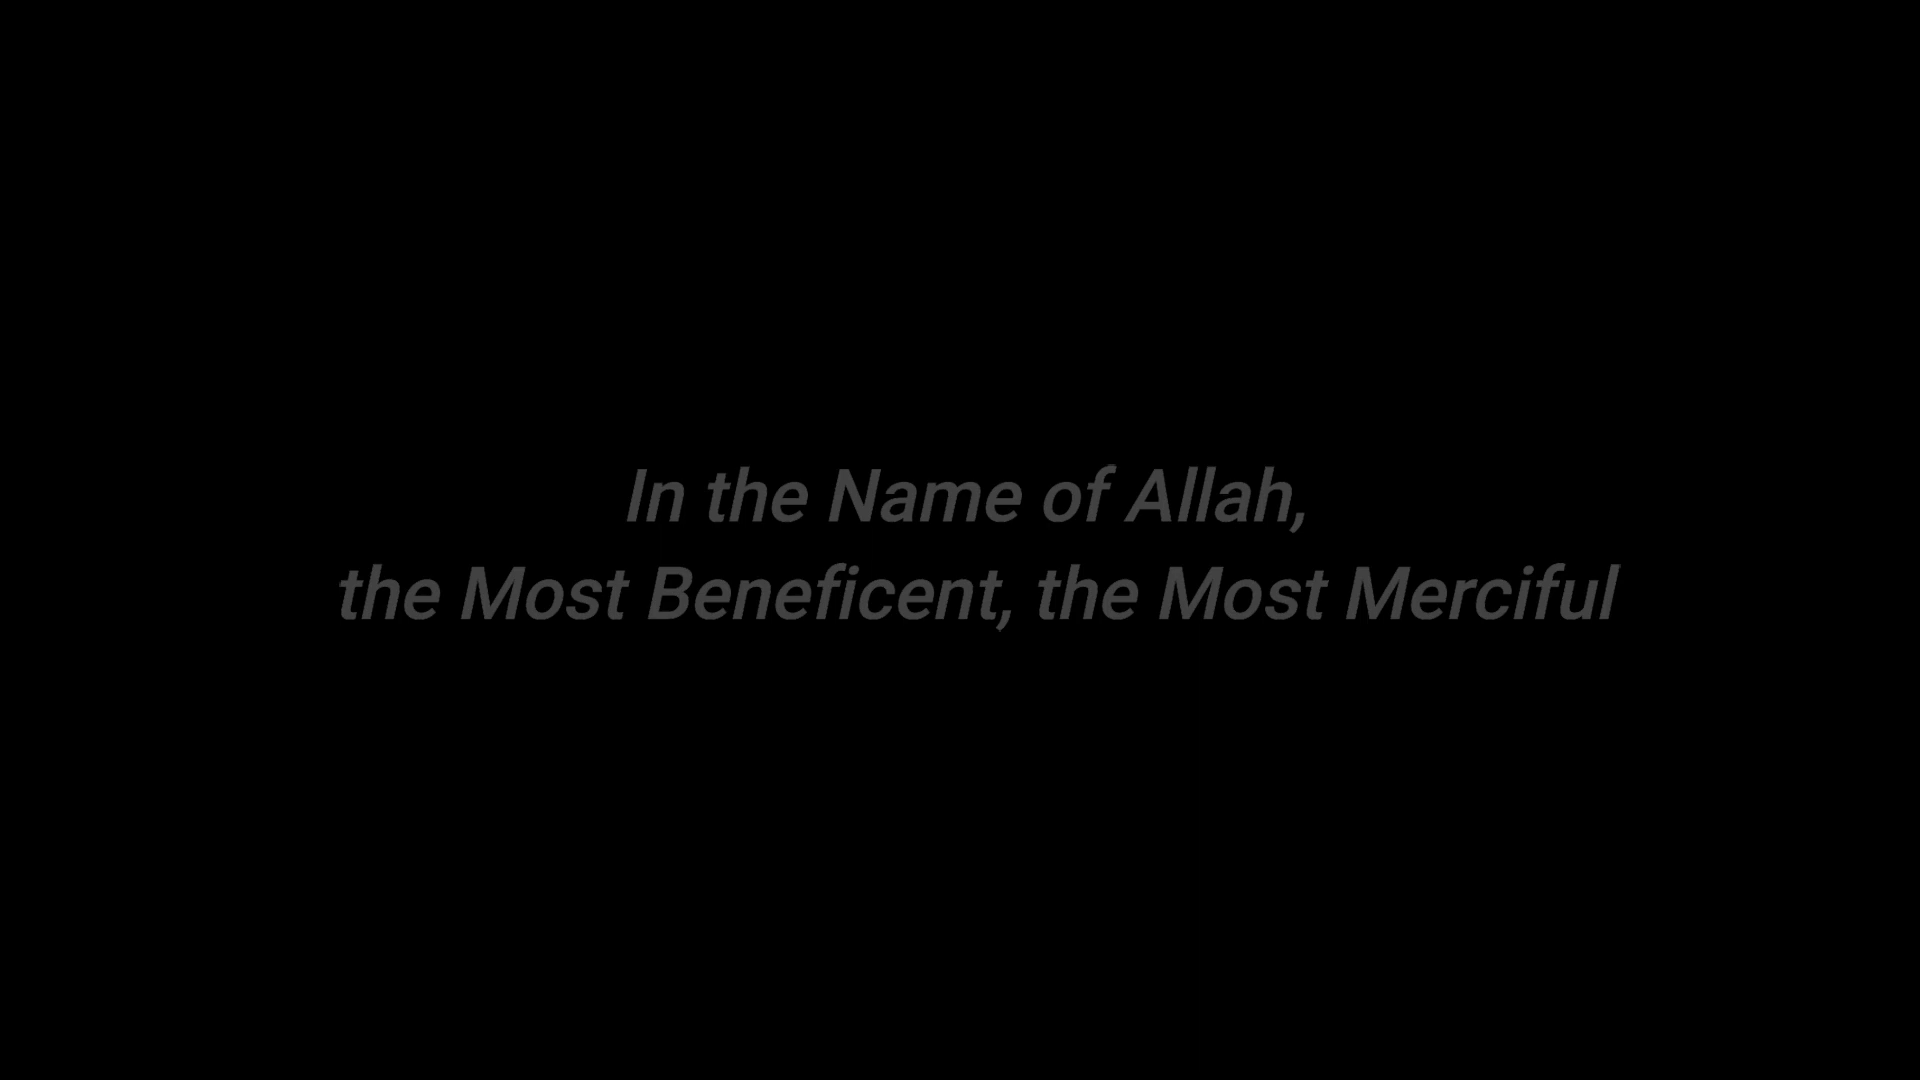 In the Name of Allah,
the Most Beneficent, the Most Merciful